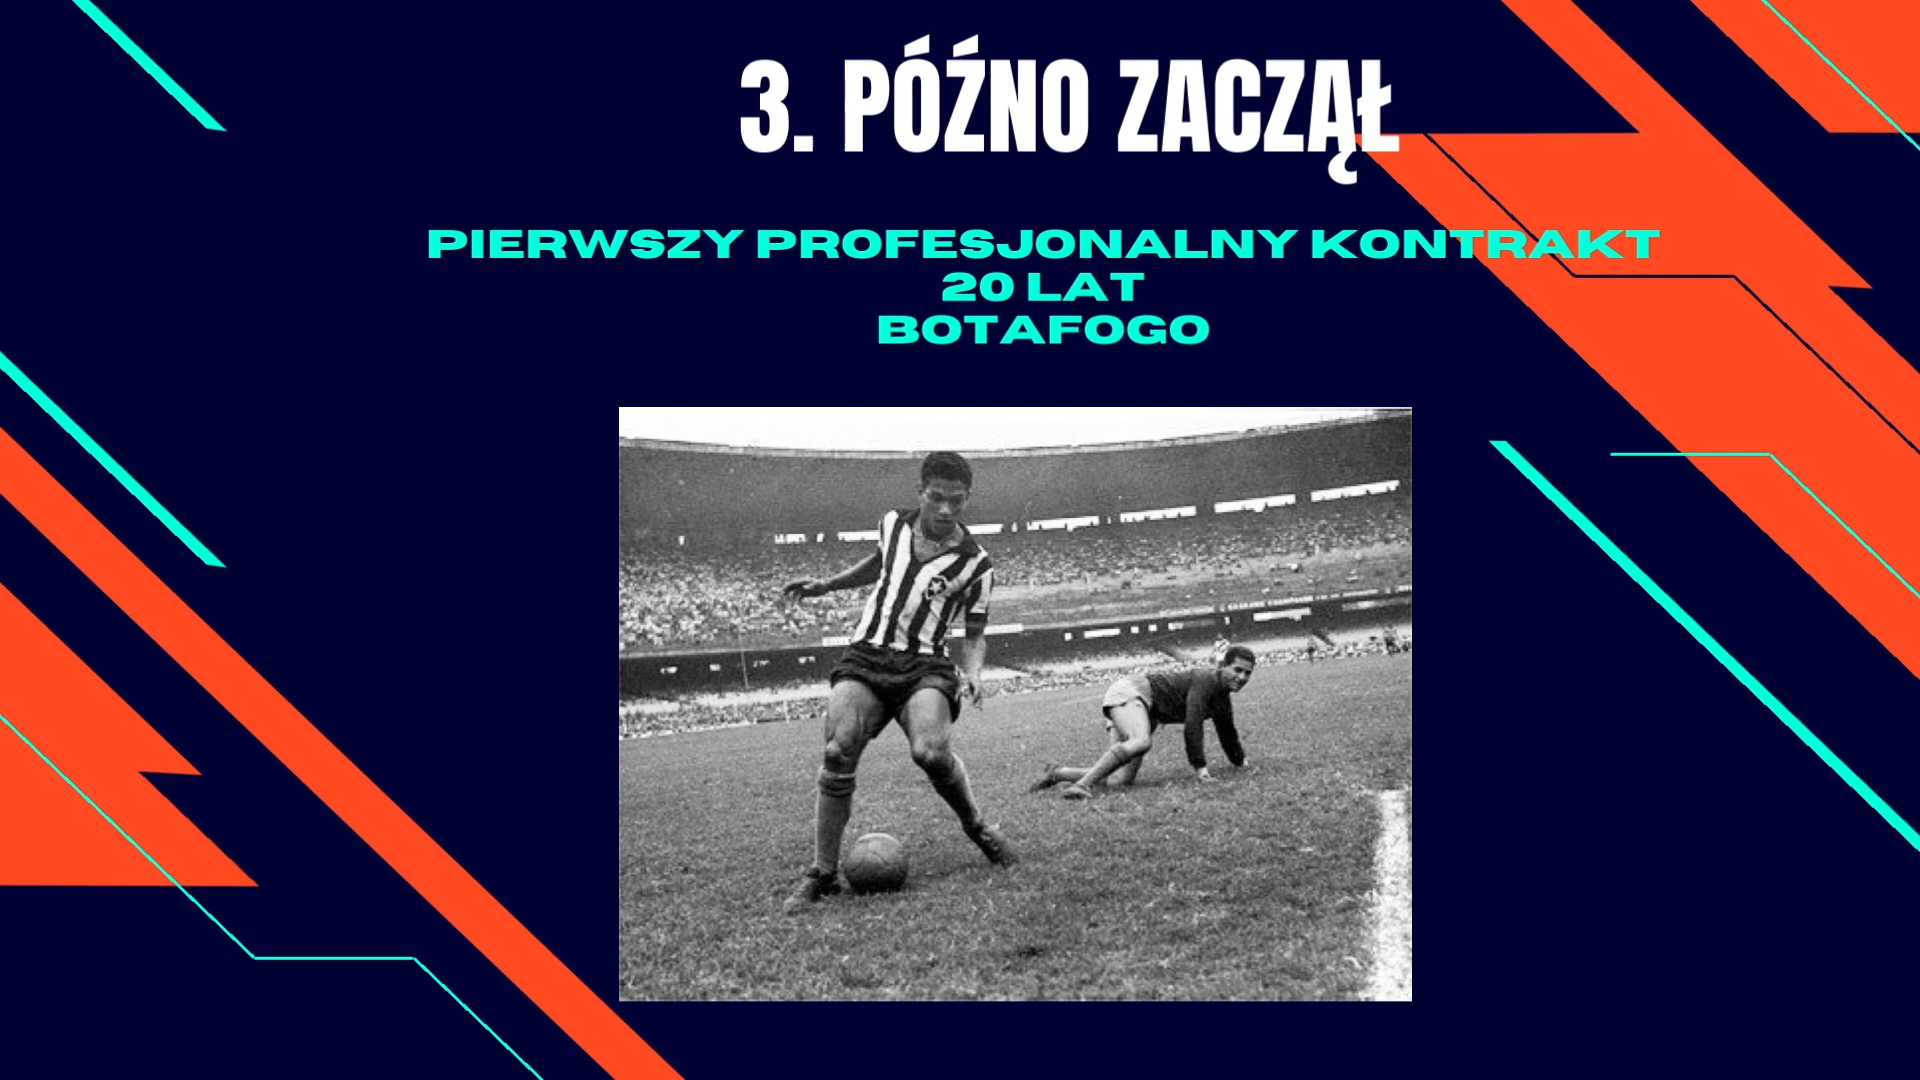 3. PÓŹNO ZACZĄŁ
PIERWSZY PROFESJONALNY KONTRAKT
20 LAT
BOTAFOGO